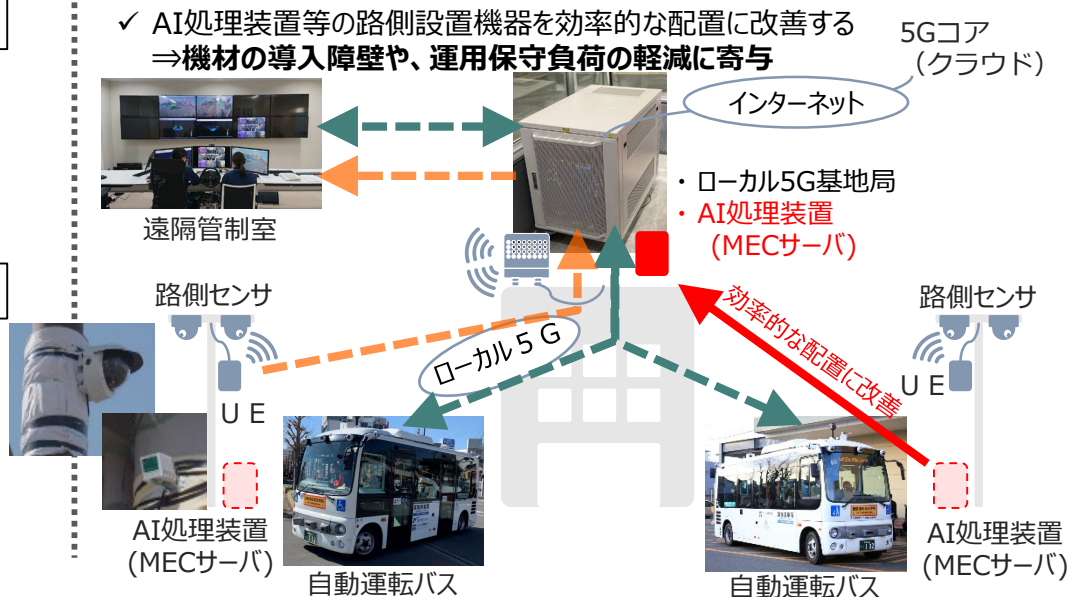 ✓ AI処理装置等の路側設置機器を効率的な配置に改善する
⇒機材の導入障壁や、運用保守負荷の軽減に寄与
5Gコア
（クラウド）
インターネット
・ローカル5G基地局
・AI処理装置
(MECサーバ)
遠隔管制室
路側センサ
路側センサ
効率的な配置に改善
ローカル５Ｇ
ＵＥ
ＵＥ
AI処理装置
(MECサーバ)
自動運転バス
自動運転バス
AI処理装置
(MECサーバ)